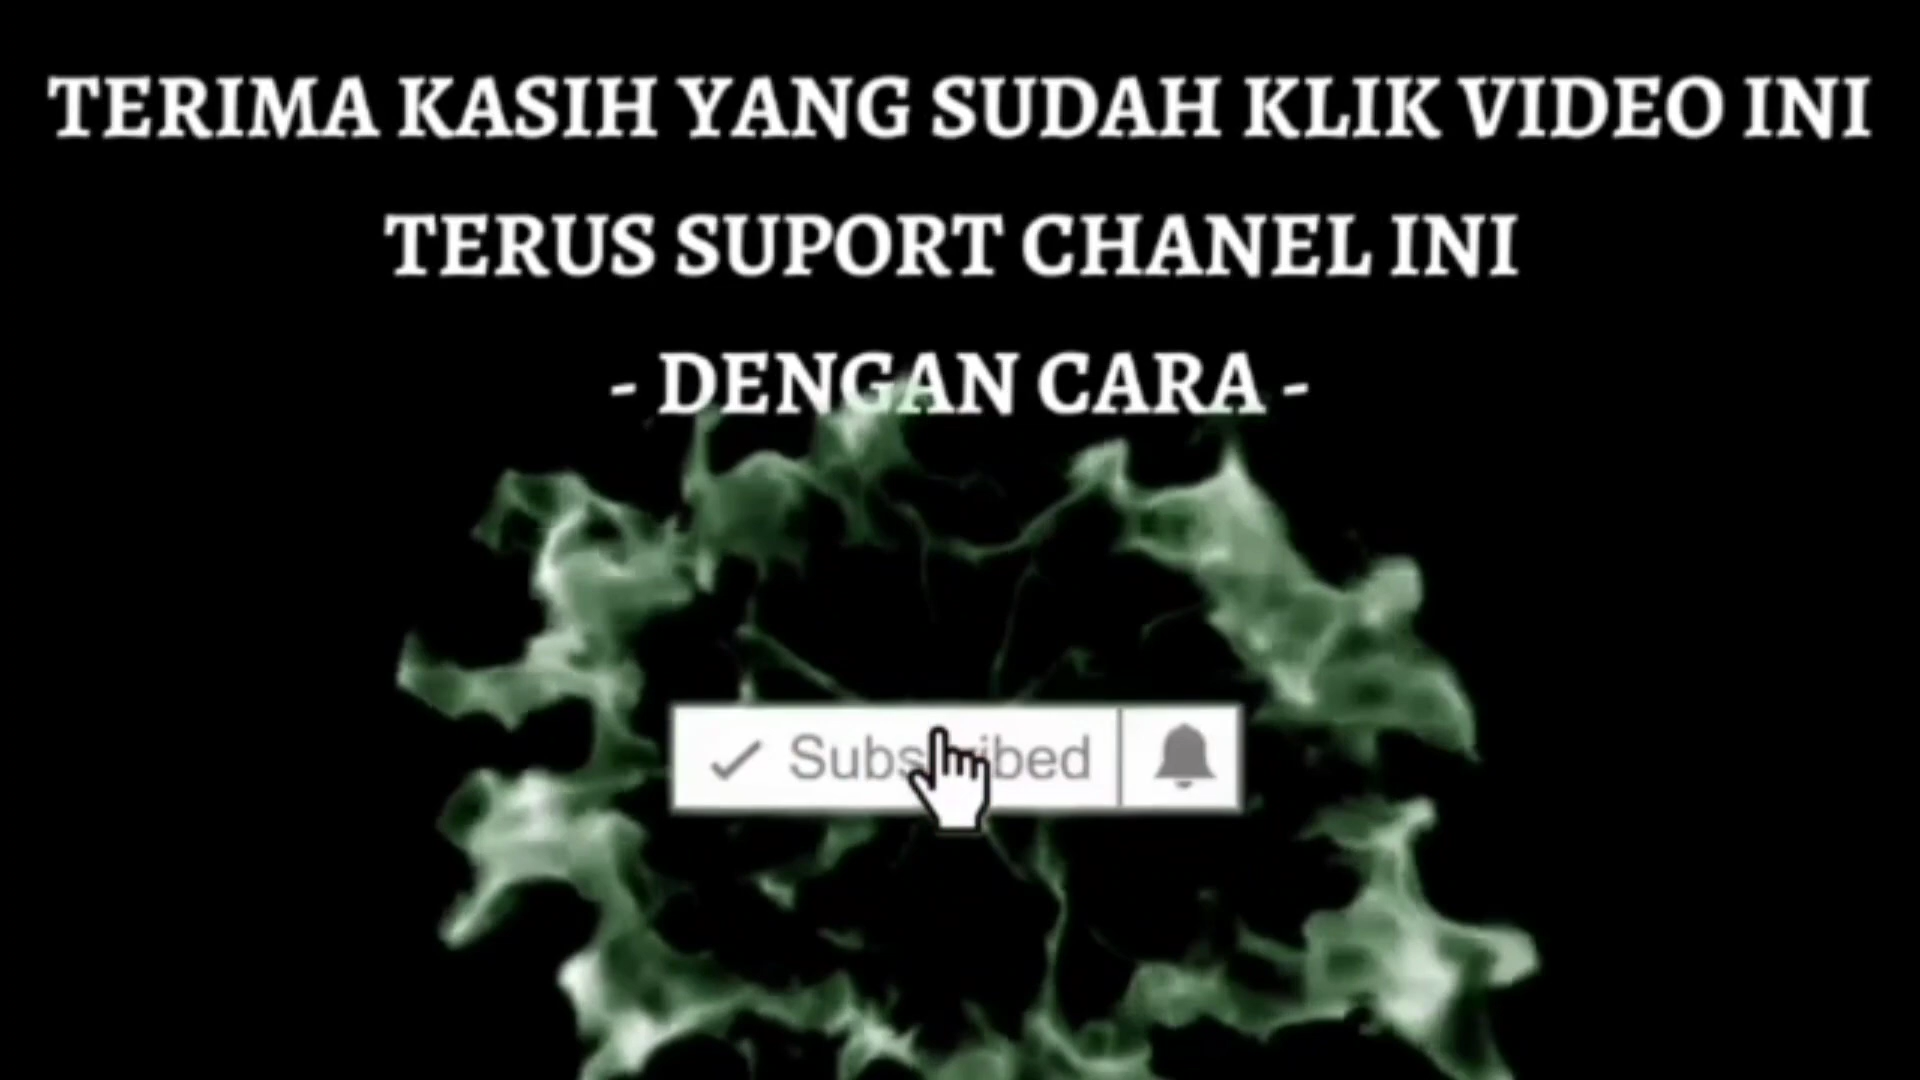 TERIMA KASIH YANG SUDAH KLIK VIDEO INI
TERUS SUPORT CHANEL INI
- DENGAN CARA -
Subscribed